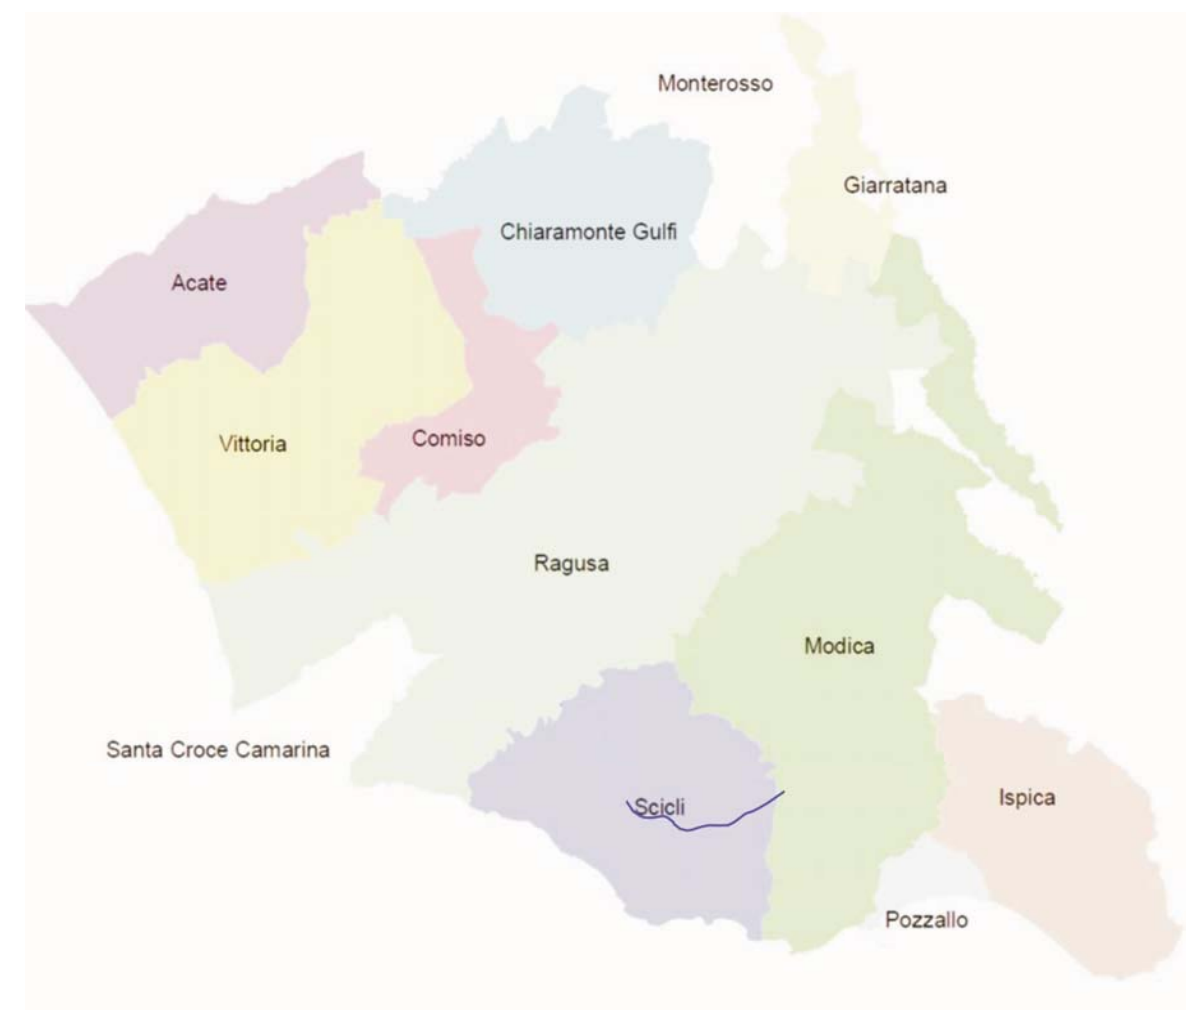 Monterosso
Giarratana
Chiaramonte Gulfi
Acate
Vittoria
Comiso
Ragusa
Modica
Santa Croce Camarina
Scicli
Ispica
Pozzallo